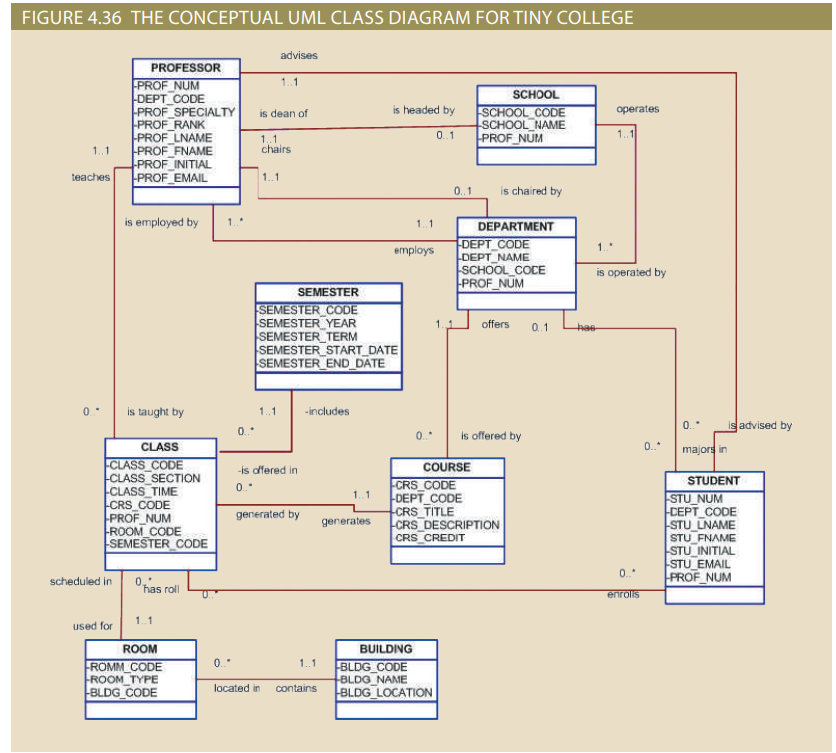 FIGURE 4.36 THE CONCEPTUAL UML CLASS DIAGRAM FOR TINY COLLEGE
advises
1..1
PROFESSOR
-PROF_NUM
-DEPT_CODE
-PROF_SPECIALTY
-PROF_RANK
-PROF_LNAME
-PROF_FNAME
-PROF_INITIAL
-PROF_EMAIL
is dean of
1..1
is headed by
0..1
SCHOOL
-SCHOOL_CODE
-SCHOOL_NAME
-PROF_NUM
operates
1..1
chairs
1..1
1..1
teaches
0..1
is chaired by
is employed by
1..*
1..1
employs
DEPARTMENT
-DEPT_CODE
-DEPT_NAME
-SCHOOL_CODE
-PROF_NUM
1..*
is operated by
SEMESTER
-SEMESTER_CODE
-SEMESTER_YEAR
-SEMESTER_TERM
-SEMESTER_START_DATE
-SEMESTER_END_DATE
1..1
offers
0..1
has
0..*
is taught by
1..1
-includes
0..*
-is offered in
0..*
is offered by
0..*
is advised by
0..*
majors in
CLASS
-CLASS_CODE
-CLASS_SECTION
-CLASS_TIME
-CRS_CODE
-PROF_NUM
-ROOM_CODE
-SEMESTER_CODE
0..*
generated by
1..1
generates
COURSE
-CRS_CODE
-DEPT_CODE
-CRS_TITLE
-CRS_DESCRIPTION
-CRS_CREDIT
STUDENT
-STU_NUM
-DEPT_CODE
-STU_LNAME
-STU_FNAME
-STU_INITIAL
-STU_EMAIL
-PROF_NUM
scheduled in
0..*
has roll
0..*
0..*
enrolls
used for
1..1
ROOM
-ROMM_CODE
-ROOM_TYPE
-BLDG_CODE
0..*
located in
1..1
contains
BUILDING
-BLDG_CODE
-BLDG_NAME
-BLDG_LOCATION